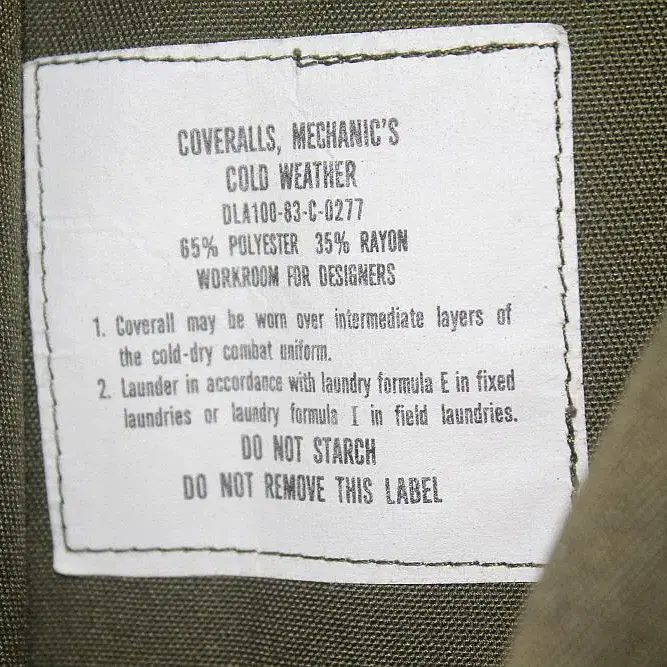 COVERALLS, MECHANIC'S
COLD WEATHER
DLA100-83-C-0277
65% POLYESTER 35% RAYON
WORKROOM FOR DESIGNERS
1. Coverall may be worn over intermediate layers of
the cold-dry combat uniform.
2. Launder in accordance with laundry formula E in fixed
laundries or laundry formula I in field laundries.
DO NOT STARCH
DO NOT REMOVE THIS LABEL